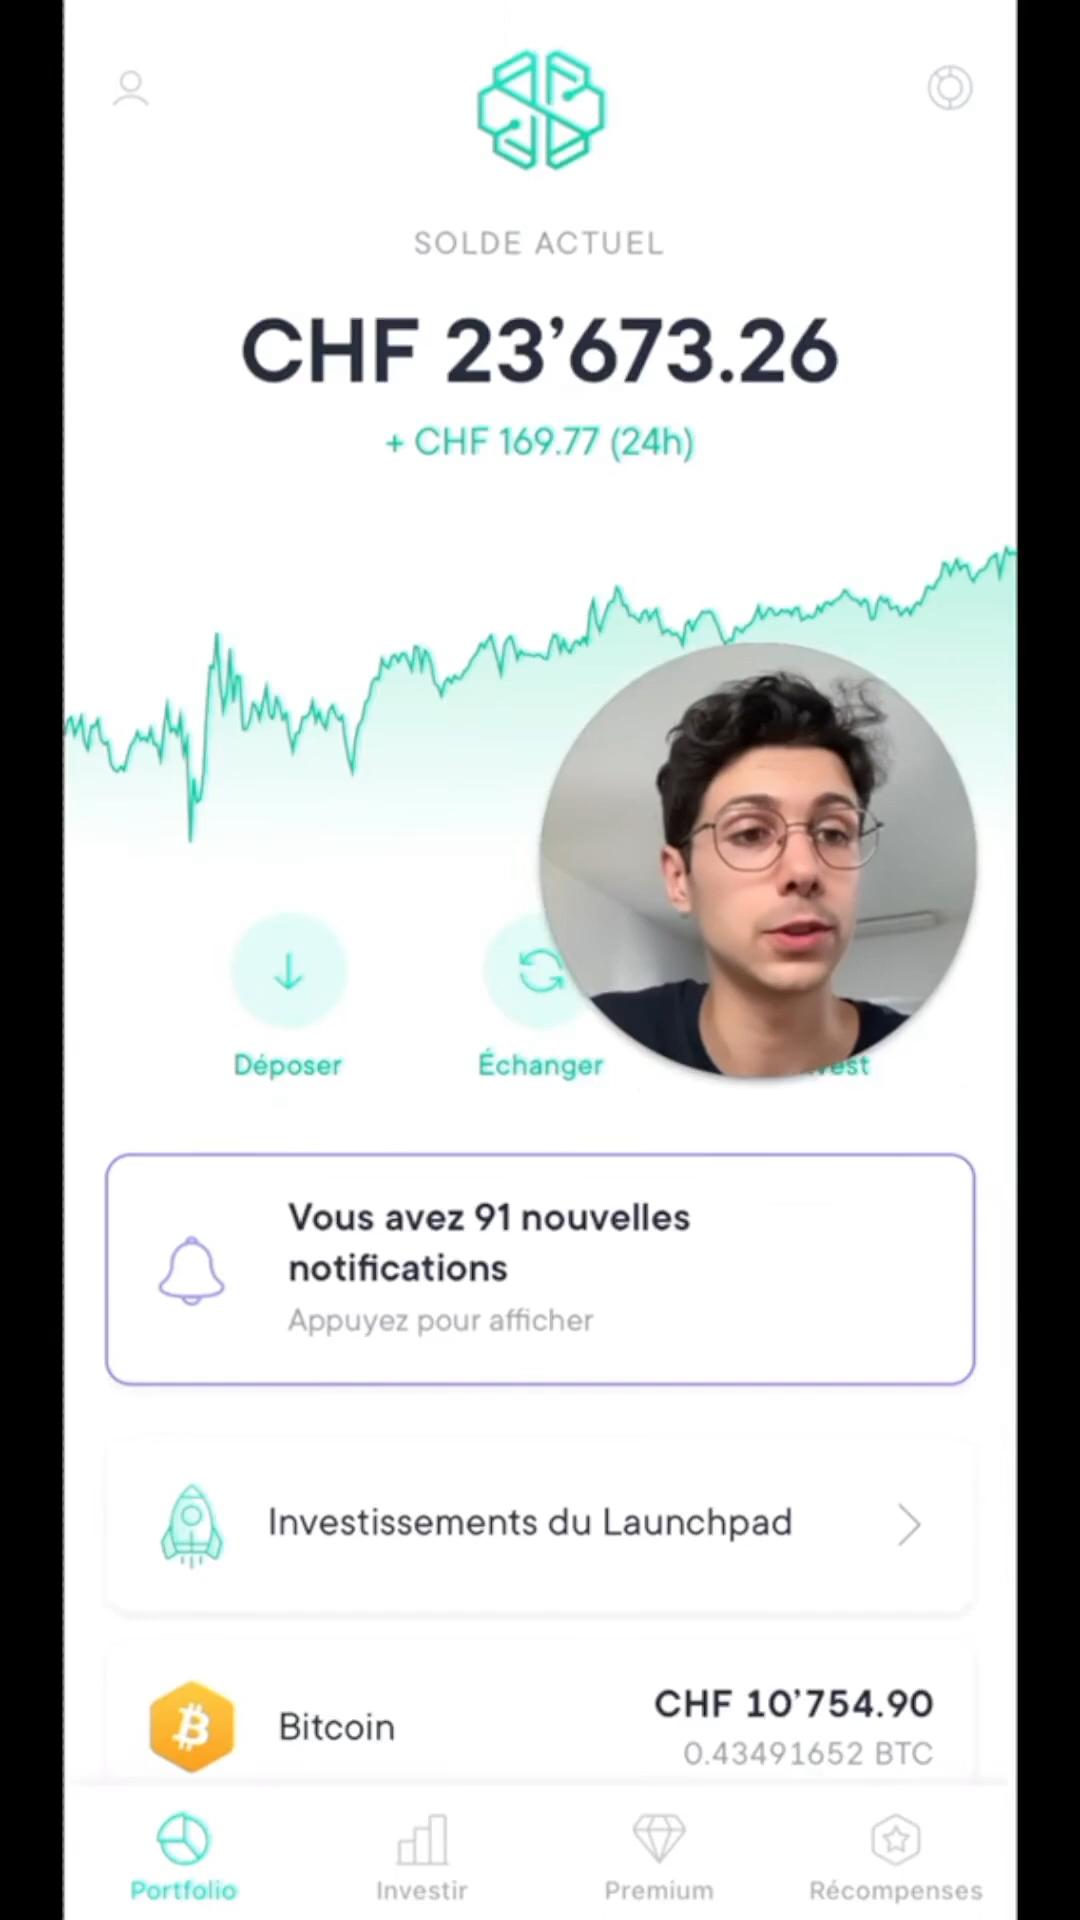 SOLDE ACTUEL
CHF 23’673.26
+ CHF 169.77 (24h)
Déposer
Échanger
Vous avez 91 nouvelles
notifications
Appuyez pour afficher
Investissements du Launchpad
Bitcoin
CHF 10’754.90
0.43491652 BTC
Portfolio
Investir
Premium
Récompenses